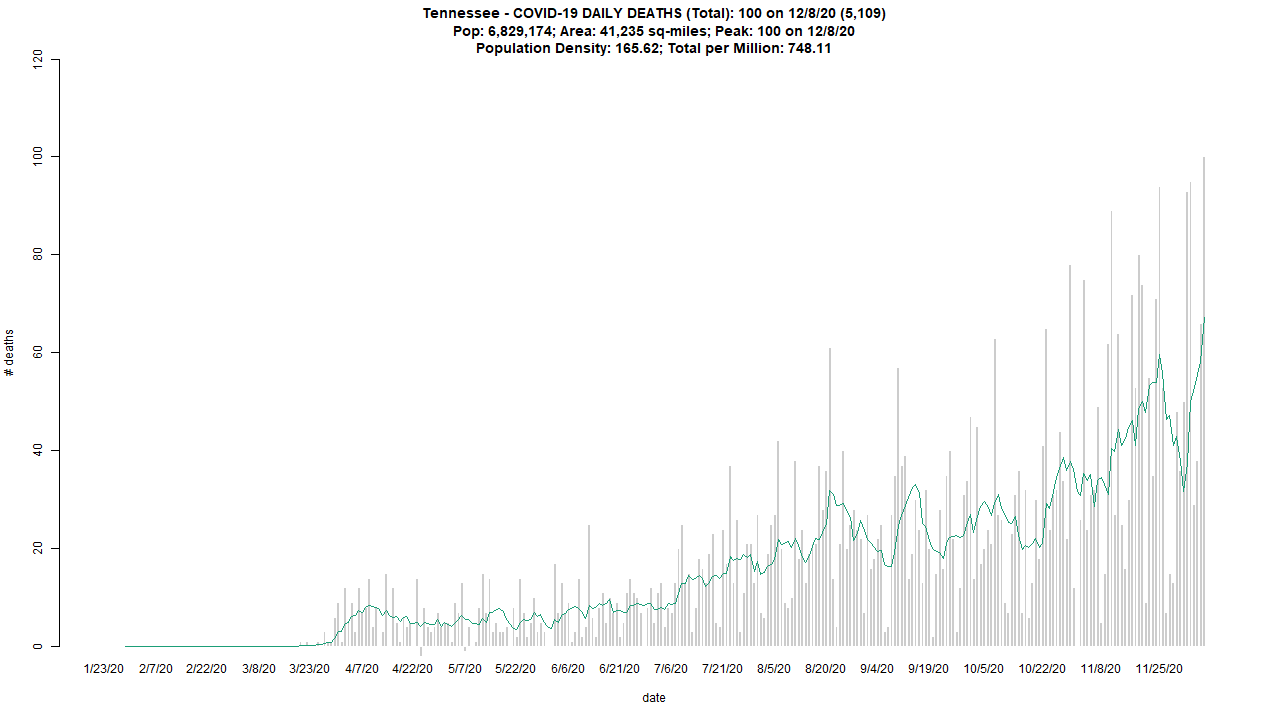 Tennessee - COVID-19 DAILY DEATHS (Total): 100 on 12/8/20 (5,109)
Pop: 6,829,174; Area: 41,235 sq-miles; Peak: 100 on 12/8/20
Population Density: 165.62; Total per Million: 748.11
120
100
80
60
40
20
0
# deaths
1/23/20 2/7/20 2/22/20 3/8/20 3/23/20 4/7/20 4/22/20 5/7/20 5/22/20 6/6/20 6/21/20 7/6/20 7/21/20 8/5/20 8/20/20 9/4/20 9/19/20 10/5/20 10/22/20 11/8/20 11/25/20
date